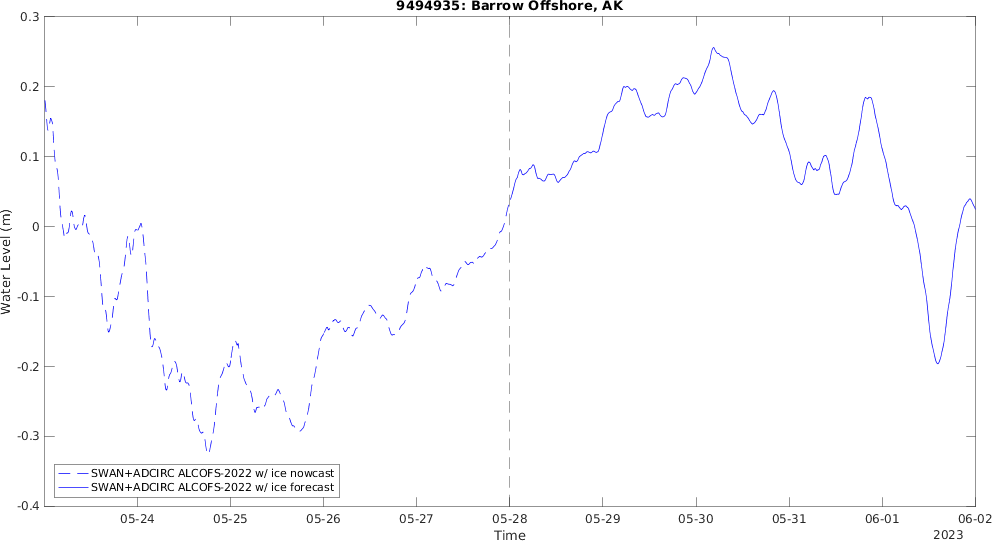 9494935: Barrow Offshore, AK
0.3
0.2
0.1
0
-0.1
-0.2
-0.3
-0.4
Water Level (m)
SWAN+ADCIRC ALCOFS-2022 w/ ice nowcast
SWAN+ADCIRC ALCOFS-2022 w/ ice forecast
05-24 05-25 05-26 05-27 05-28 05-29 05-30 05-31 06-01 06-02
Time
2023